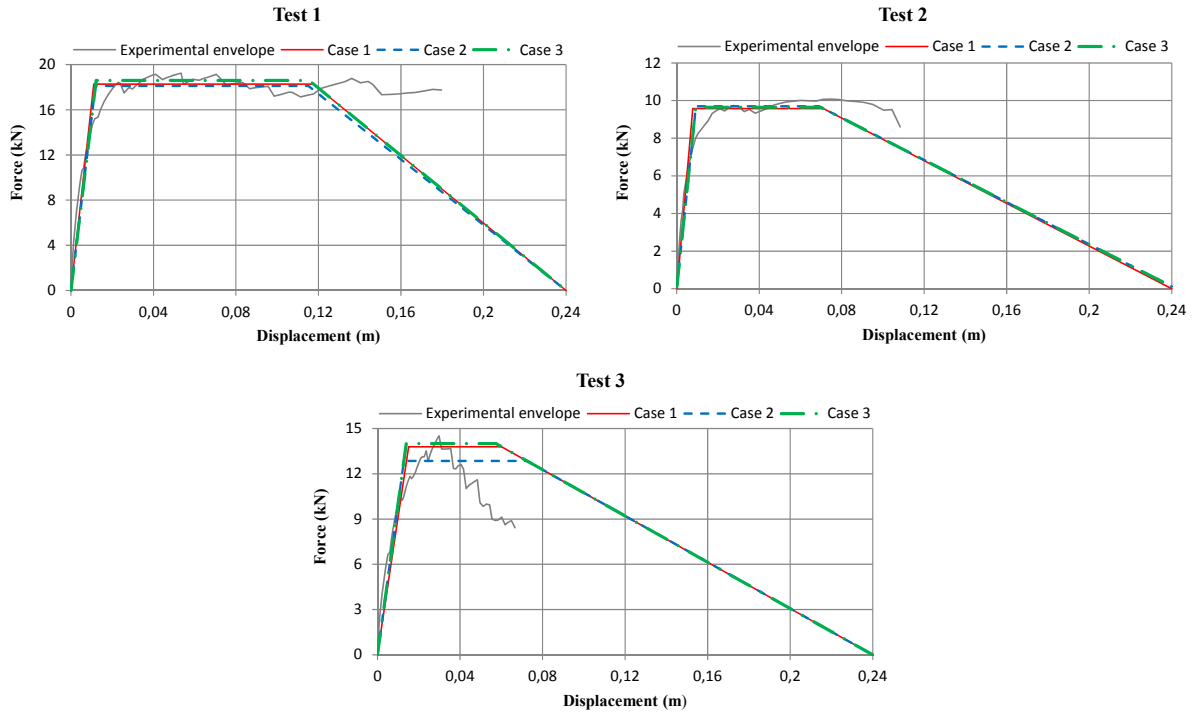 Test 1
Experimental envelope Case 1 Case 2 Case 3
20
16
12
8
4
0
0 0,04 0,08 0,12 0,16 0,2 0,24
Force (kN)
Displacement (m)
Test 2
Experimental envelope Case 1 Case 2 Case 3
12
10
8
6
4
2
0
0 0,04 0,08 0,12 0,16 0,2 0,24
Force (kN)
Displacement (m)
Test 3
Experimental envelope Case 1 Case 2 Case 3
15
12
9
6
3
0
0 0,04 0,08 0,12 0,16 0,2 0,24
Force (kN)
Displacement (m)